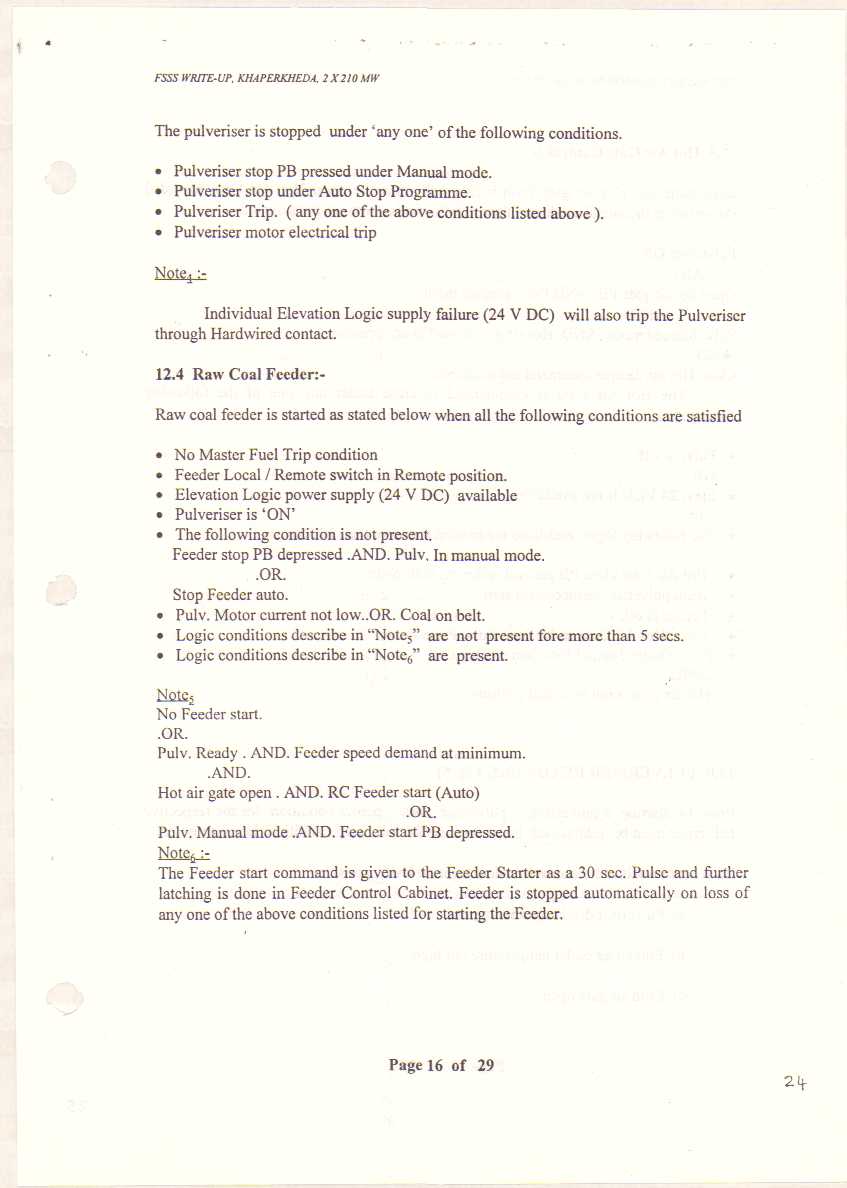 FSSS WRITE-UP, KHAPERKHEDA, 2 X 210 MW
The pulveriser is stopped under ‘any one’ of the following conditions.
• Pulveriser stop PB pressed under Manual mode.
• Pulveriser stop under Auto Stop Programme.
• Pulveriser Trip. ( any one of the above conditions listed above ).
• Pulveriser motor electrical trip
Note4 :-
Individual Elevation Logic supply failure (24 V DC) will also trip the Pulveriser
through Hardwired contact.
12.4 Raw Coal Feeder:-
Raw coal feeder is started as stated below when all the following conditions are satisfied
• No Master Fuel Trip condition
• Feeder Local / Remote switch in Remote position.
• Elevation Logic power supply (24 V DC) available
• Pulveriser is ‘ON’
• The following condition is not present.
Feeder stop PB depressed .AND. Pulv. In manual mode.
.OR.
Stop Feeder auto.
• Pulv. Motor current not low..OR. Coal on belt.
• Logic conditions describe in “Note5” are not present fore more than 5 secs.
• Logic conditions describe in “Note6” are present.
Note5
No Feeder start.
.OR.
Pulv. Ready . AND. Feeder speed demand at minimum.
.AND.
Hot air gate open . AND. RC Feeder start (Auto)
.OR.
Pulv. Manual mode .AND. Feeder start PB depressed.
Note6 :-
The Feeder start command is given to the Feeder Starter as a 30 sec. Pulse and further
latching is done in Feeder Control Cabinet. Feeder is stopped automatically on loss of
any one of the above conditions listed for starting the Feeder.
Page 16 of 29
24